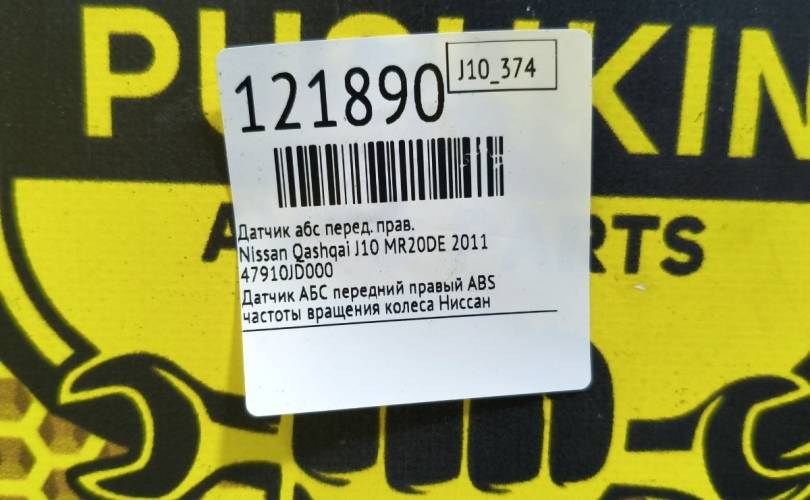 PUSHKIN
121890
J10_374
Датчик абс перед. прав.
Nissan Qashqai J10 MR20DE 2011
47910JD000
Датчик АБС передний правый ABS
частоты вращения колеса Ниссан